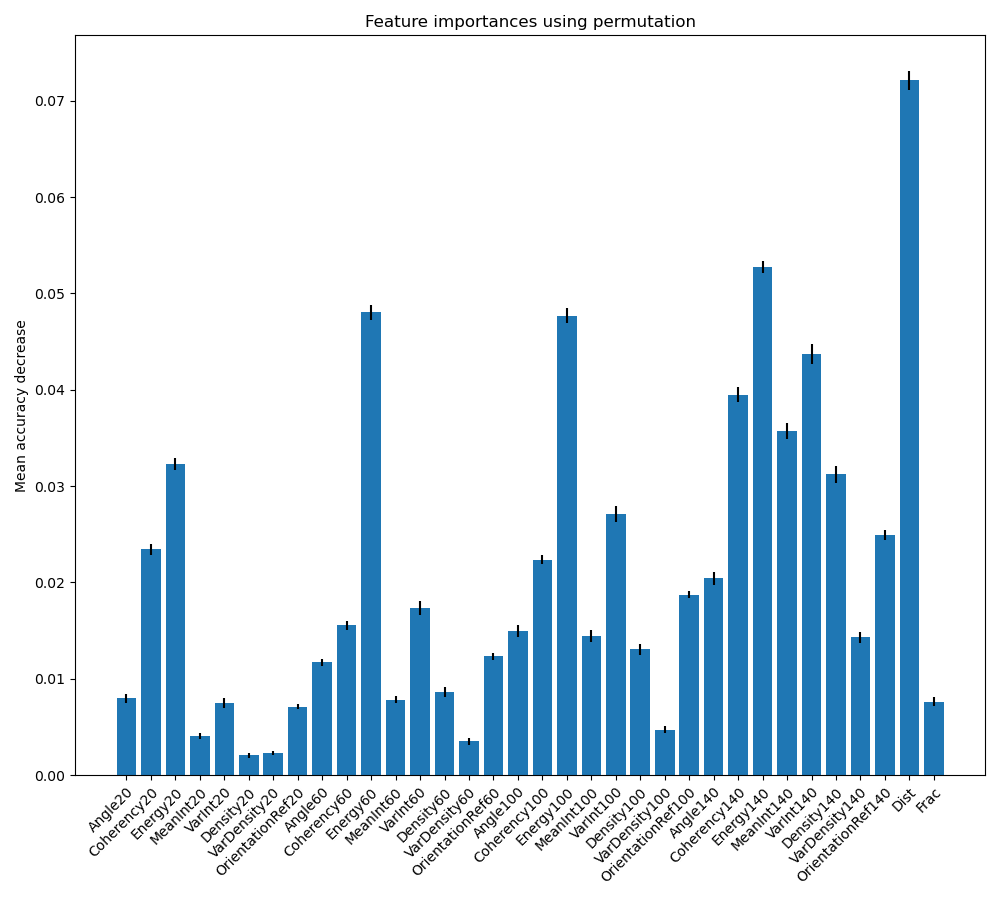 Feature importances using permutation
Mean accuracy decrease
0.07
0.06
0.05
0.04
0.03
0.02
0.01
0.00
Angle20
Coherency20
Energy20
MeanInt20
VarInt20
Density20
VarDensity20
OrientationRef20
Angle60
Coherency60
Energy60
MeanInt60
VarInt60
Density60
VarDensity60
OrientationRef60
Angle100
Coherency100
Energy100
MeanInt100
VarInt100
Density100
VarDensity100
OrientationRef100
Angle140
Coherency140
Energy140
MeanInt140
VarInt140
Density140
VarDensity140
OrientationRef140
Dist
Frac